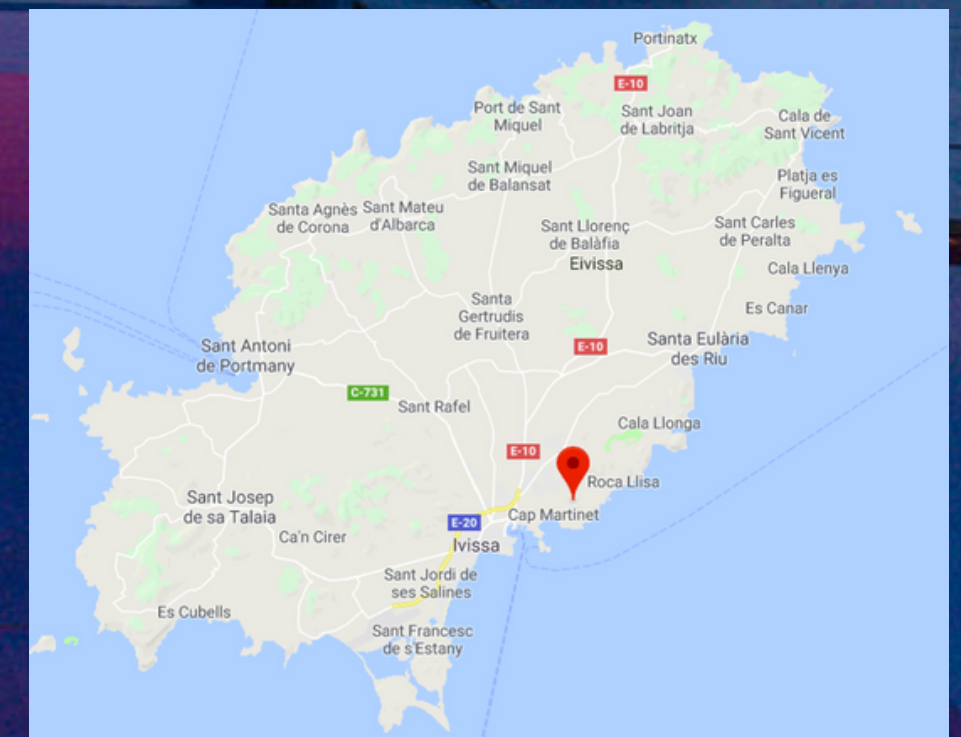 Portinatx
E-10
Port de Sant
Miquel
Sant Joan
de Labritja
Cala de
Sant Vicent
Sant Miquel
de Balansat
Platja es
Figueral
Santa Agnès
de Corona
Sant Mateu
d'Albarca
Sant Llorenç
de Balàfia
Eivissa
Sant Carles
de Peralta
Cala Llenya
Santa
Gertrudis
de Fruitera
Es Canar
Sant Antoni
de Portmany
E-10
Santa Eulària
des Riu
C-731
Sant Rafel
Cala Llonga
E-10
Roca Llisa
Sant Josep
de sa Talaia
Cap Martinet
E-20
Ca'n Cirer
Ivissa
Sant Jordi de
ses Salines
Es Cubells
Sant Francesc
de s'Estany